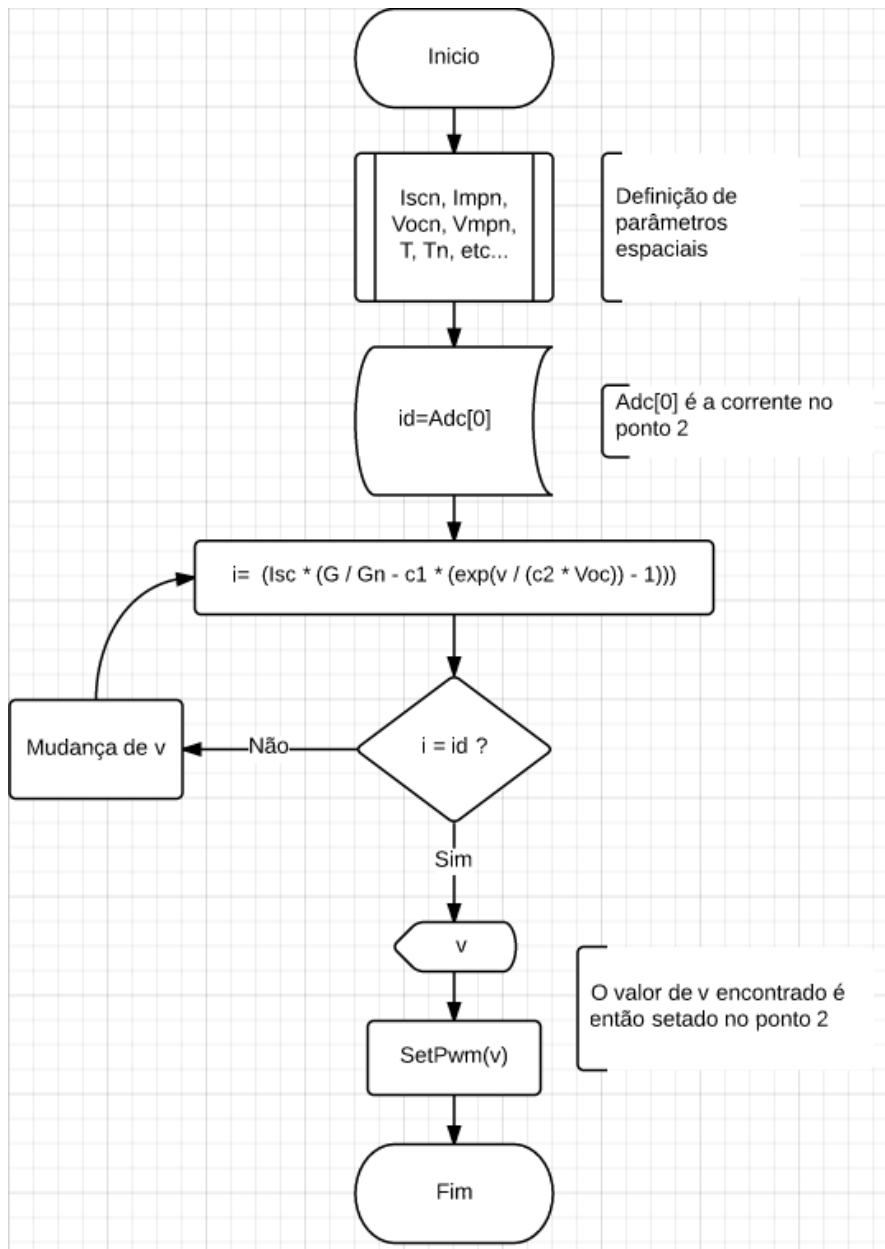 Inicio
Iscn, Impn,
Vocn, Vmpn,
T, Tn, etc...
Definição de
parâmetros
espaciais
id=Adc[0]
Adc[0] é a corrente no
ponto 2
i= (Isc * (G / Gn - c1 * (exp(v / (c2 * Voc)) - 1)))
i = id ?
Não
Mudança de v
Sim
v
O valor de v encontrado é
então setado no ponto 2
SetPwm(v)
Fim